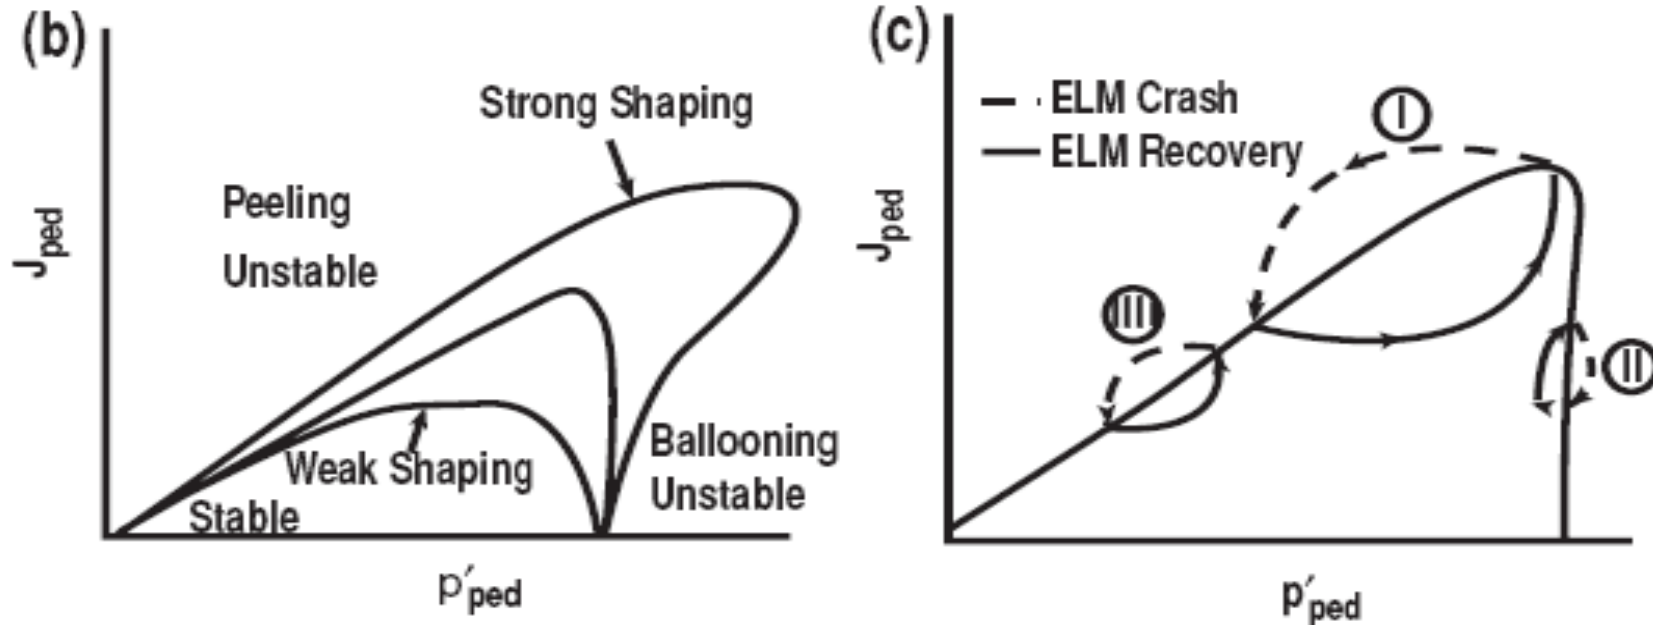 (b)
Strong Shaping
Peeling
Unstable
Jped
Weak Shaping
Stable
Ballooning
Unstable
p′ped
(c)
ELM Crash
ELM Recovery
I
III
II
Jped
p′ped